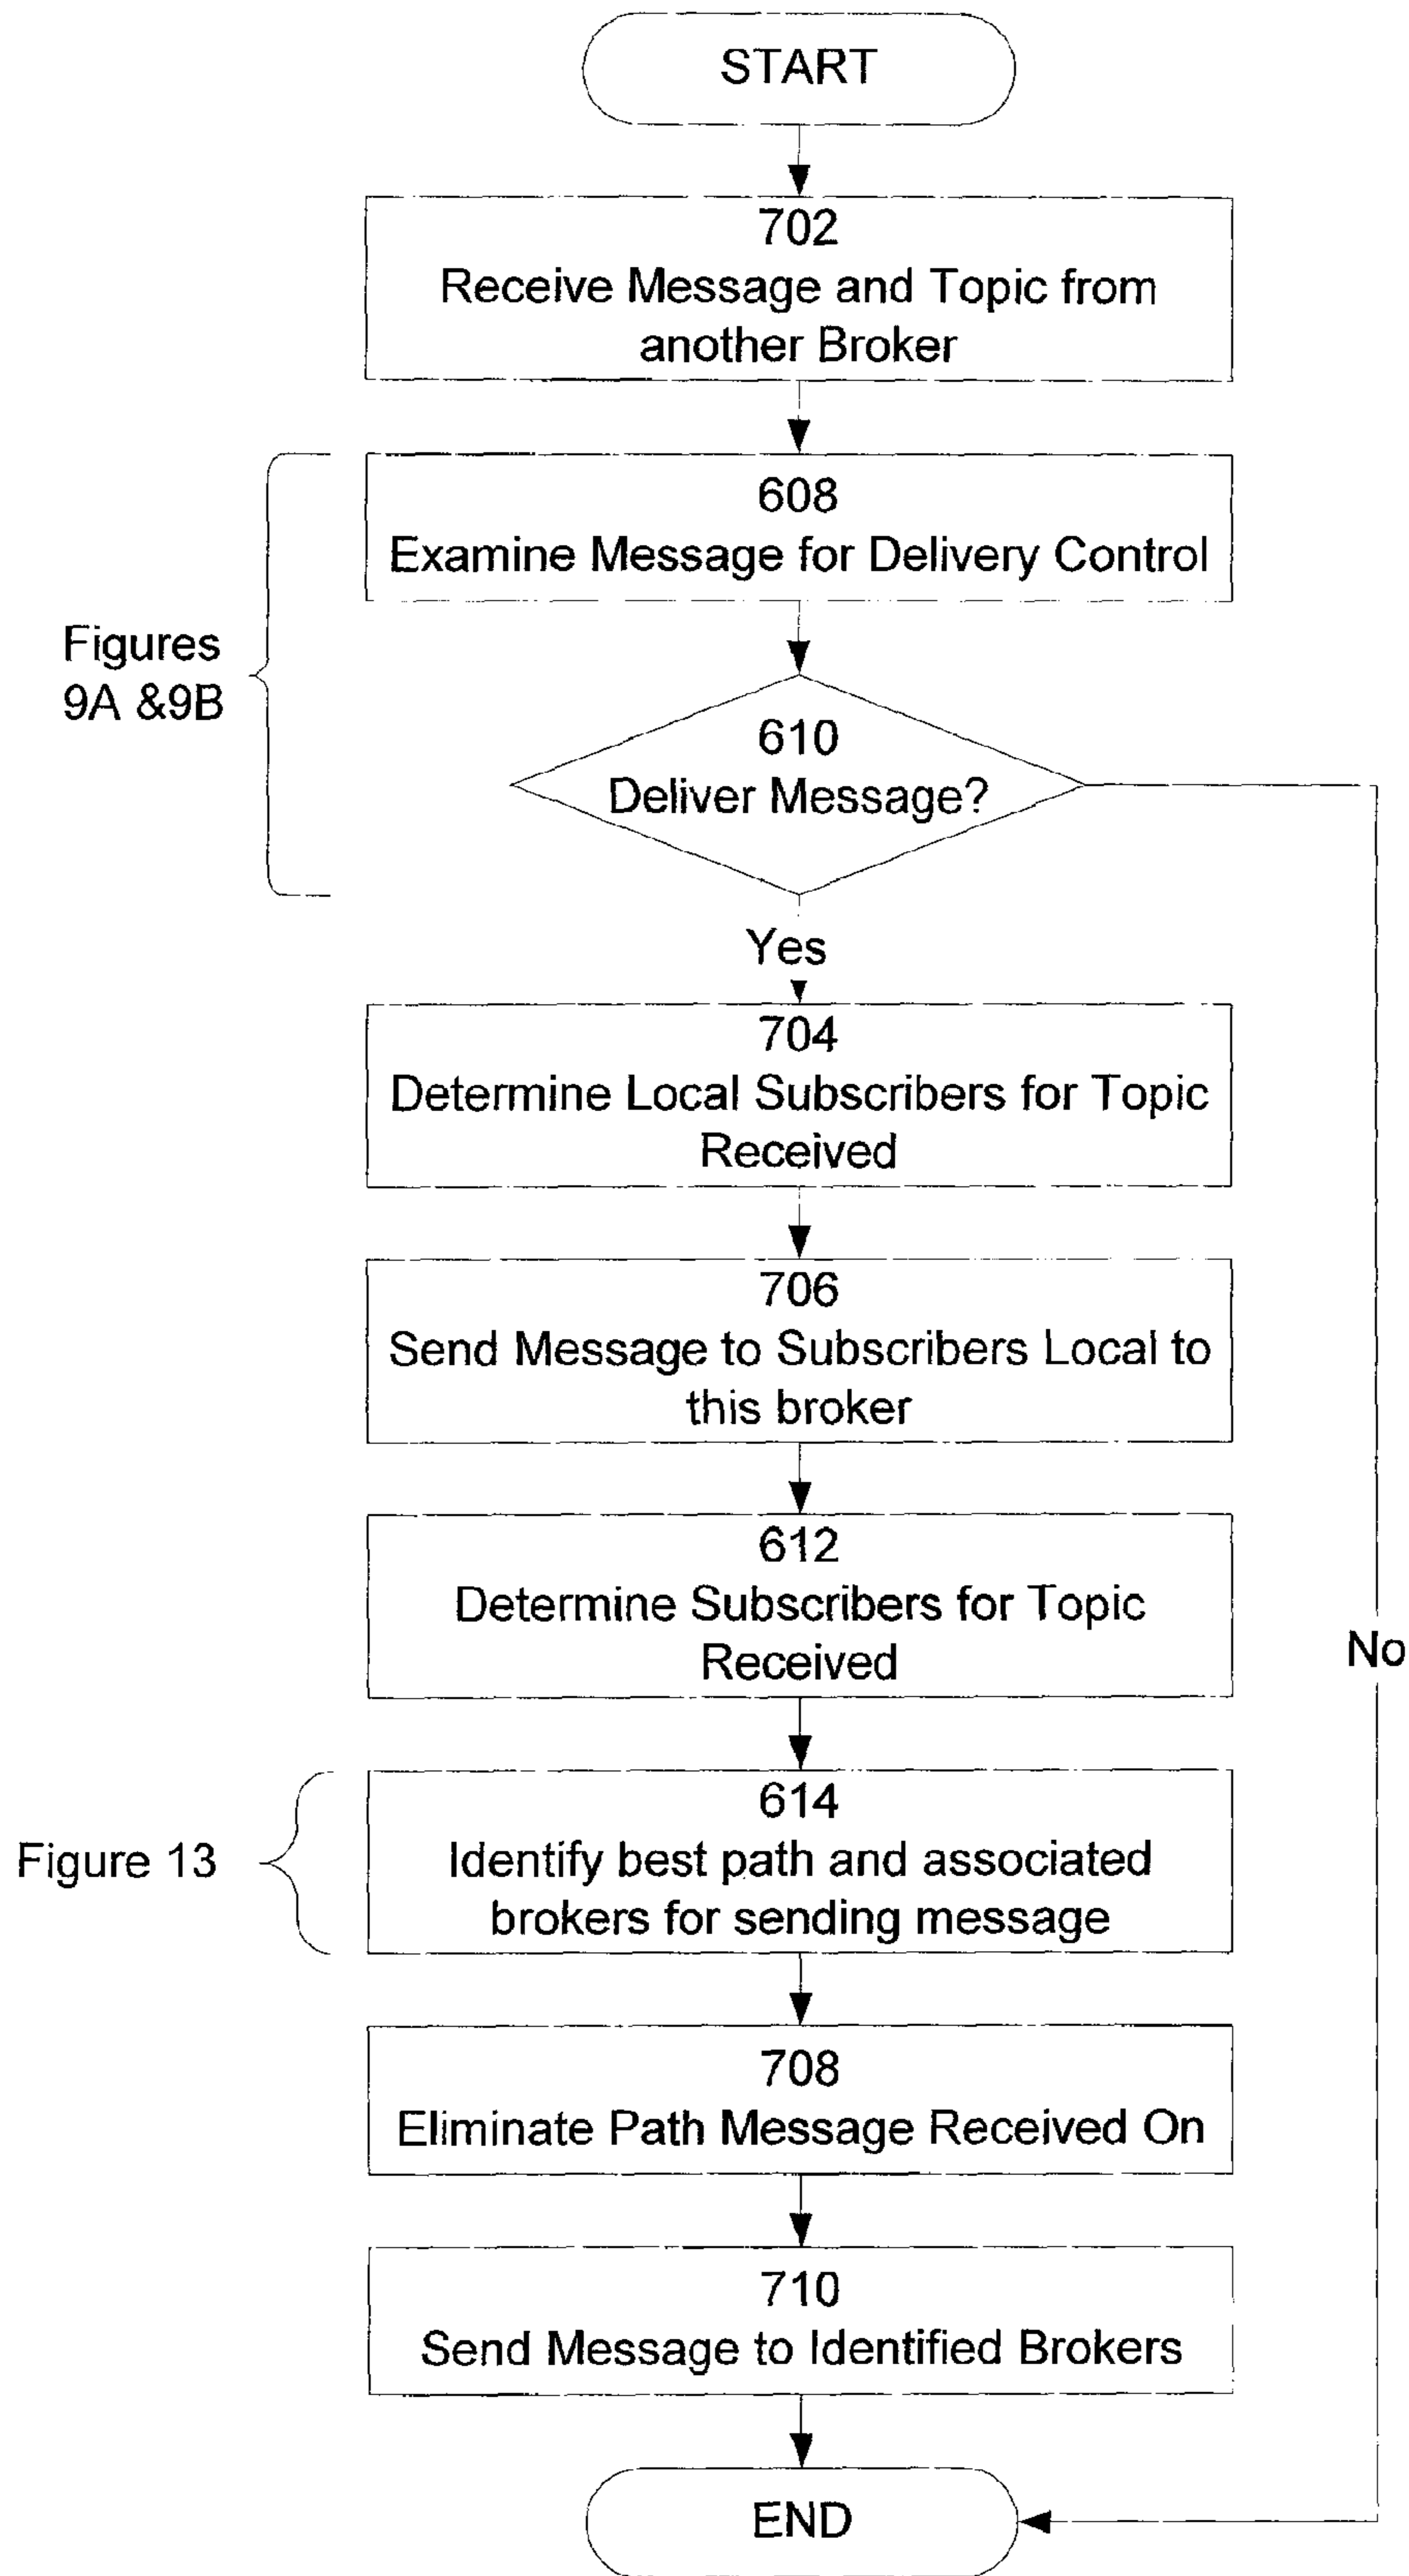 START
702
Receive Message and Topic from
another Broker
608
Examine Message for Delivery Control
Figures
9A &9B
610
Deliver Message?
Yes
704
Determine Local Subscribers for Topic
Received
706
Send Message to Subscribers Local to
this broker
612
Determine Subscribers for Topic
Received
No
614
Identify best path and associated
brokers for sending message
Figure 13
708
Eliminate Path Message Received On
710
Send Message to Identified Brokers
END